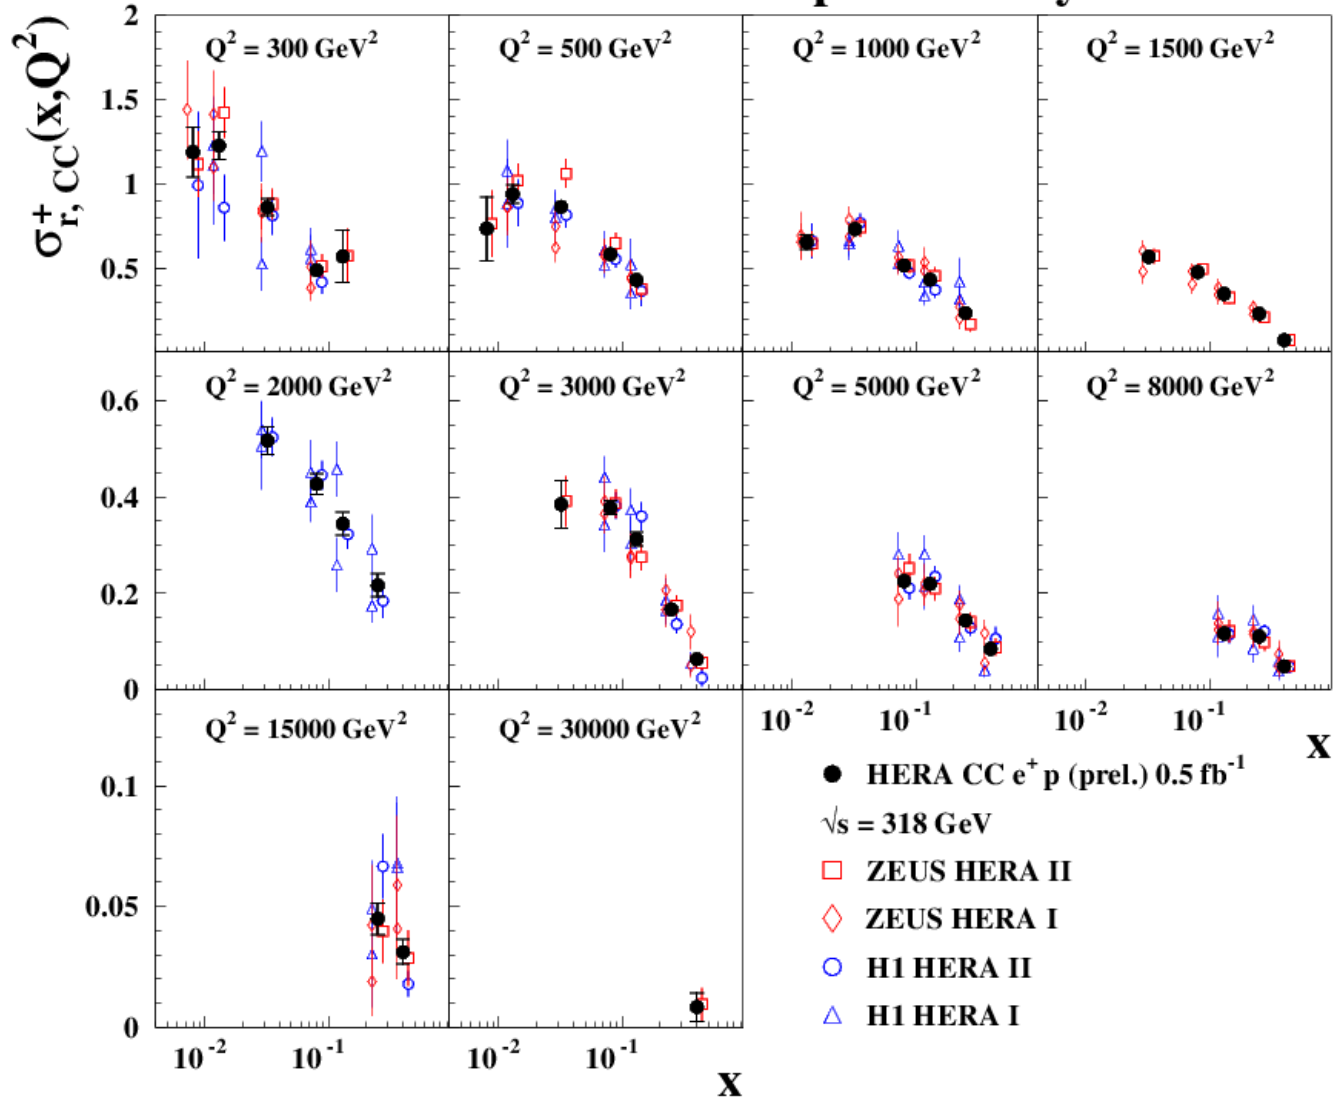 σ⁺r, CC(x,Q²)
2
1.5
1
0.5
Q² = 300 GeV²
Q² = 500 GeV²
Q² = 1000 GeV²
Q² = 1500 GeV²
0.6
0.4
0.2
0
Q² = 2000 GeV²
Q² = 3000 GeV²
Q² = 5000 GeV²
Q² = 8000 GeV²
10⁻² 10⁻¹ 10⁻² 10⁻¹
x
0.1
0.05
0
Q² = 15000 GeV²
Q² = 30000 GeV²
10⁻² 10⁻¹ 10⁻² 10⁻¹
x
HERA CC e⁺p (prel.) 0.5 fb⁻¹
√s = 318 GeV
ZEUS HERA II
ZEUS HERA I
H1 HERA II
H1 HERA I